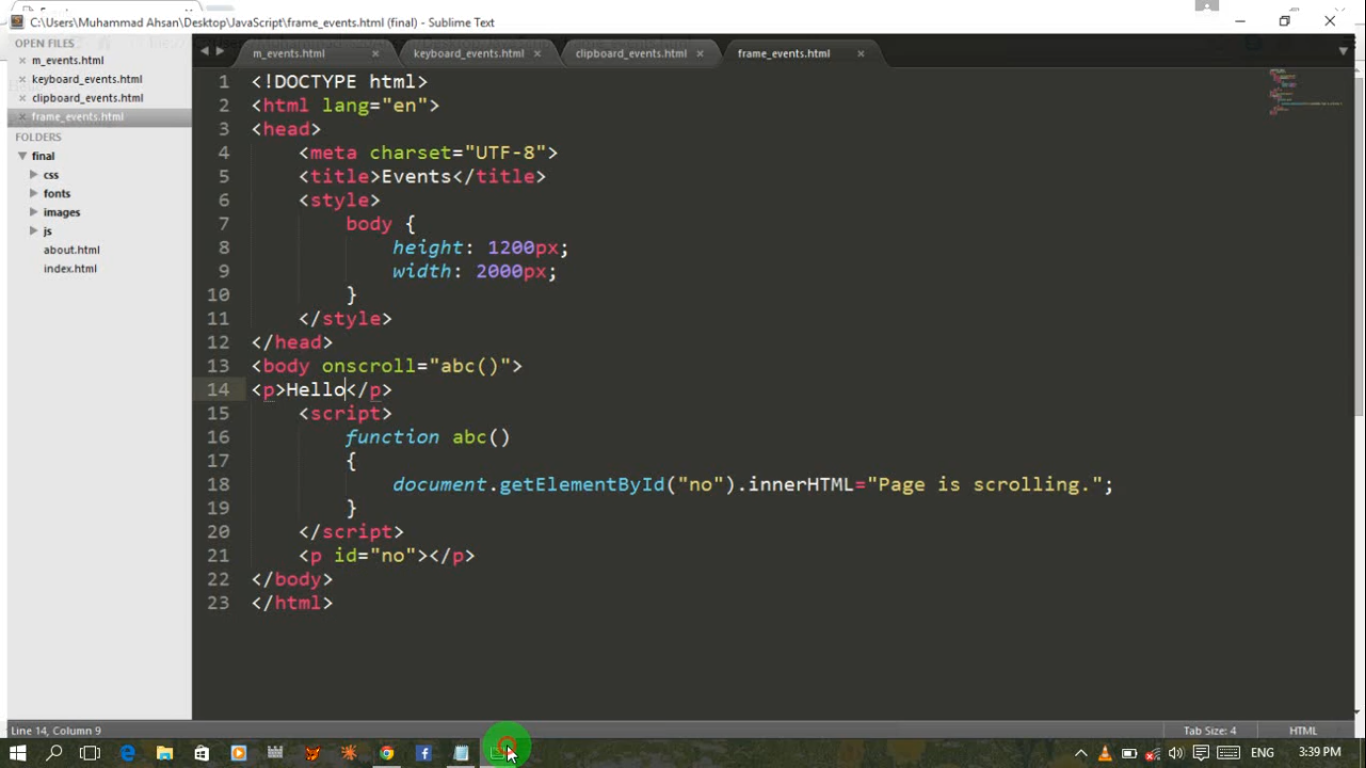 C:\Users\Muhammad Ahsan\Desktop\JavaScript\frame_events.html (final) - Sublime Text
OPEN FILES
m_events.html
keyboard_events.html
clipboard_events.html
frame_events.html
FOLDERS
final
css
fonts
images
js
about.html
index.html
m_events.html
keyboard_events.html
clipboard_events.html
frame_events.html
1 <!DOCTYPE html>
2 <html lang="en">
3 <head>
4 <meta charset="UTF-8">
5 <title>Events</title>
6 <style>
7 body {
8 height: 1200px;
9 width: 2000px;
10 }
11 </style>
12 </head>
13 <body onscroll="abc()">
14 <p>Hello</p>
15 <script>
16 function abc()
17 {
18 document.getElementById("no").innerHTML="Page is scrolling.";
19 }
20 </script>
21 <p id="no"></p>
22 </body>
23 </html>
Line 14, Column 9
Tab Size: 4
HTML
ENG
3:39 PM